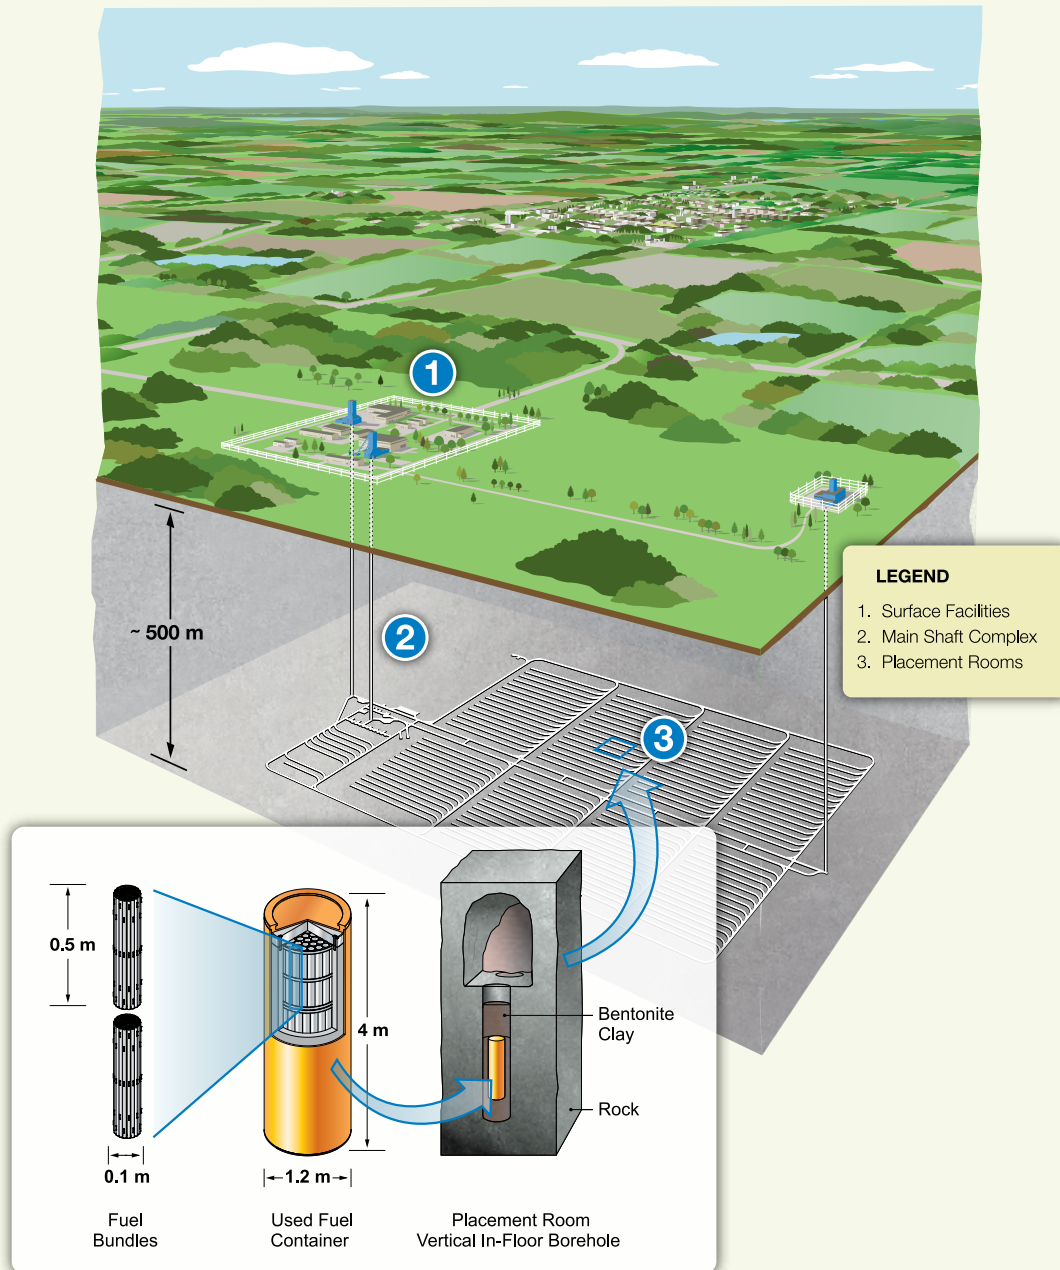 1
LEGEND
1. Surface Facilities
2. Main Shaft Complex
3. Placement Rooms
~ 500 m
2
3
0.5 m
4 m
Bentonite
Clay
Rock
0.1 m
1.2 m
Fuel
Bundles
Used Fuel
Container
Placement Room
Vertical In-Floor Borehole